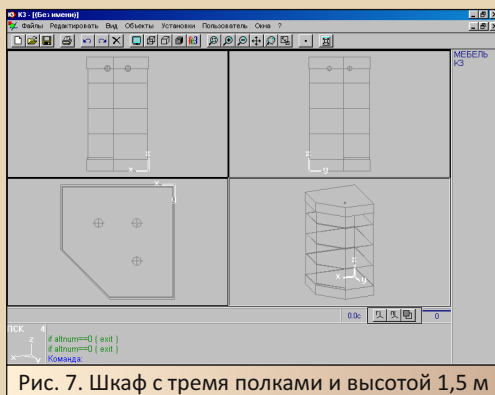 К3 - [(Без имени)]
Файлы Редактировать Вид Объекты Установки Пользователь Окна ?
МЕБЕЛЬ
К3
z
x
z
y
x
z
x
y
0.0с
0
ПСК 4
z
x
y
if altnum==0 { exit }
if altnum==0 { exit }
Команда:
Рис. 7. Шкаф с тремя полками и высотой 1,5 м